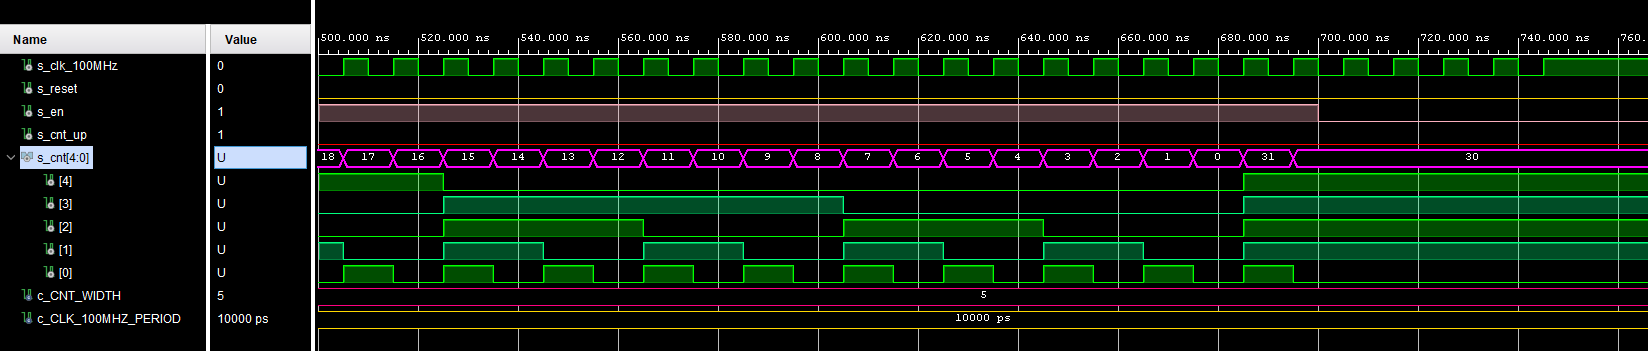 Name Value
500.000 ns 520.000 ns 540.000 ns 560.000 ns 580.000 ns 600.000 ns 620.000 ns 640.000 ns 660.000 ns 680.000 ns 700.000 ns 720.000 ns 740.000 ns 760.
s_clk_100MHz 0
s_reset 0
s_en 1
s_cnt_up 1
s_cnt[4:0] U 18 17 16 15 14 13 12 11 10 9 8 7 6 5 4 3 2 1 0 31 30
[4] U
[3] U
[2] U
[1] U
[0] U
c_CNT_WIDTH 5 5
c_CLK_100MHZ_PERIOD 10000 ps 10000 ps